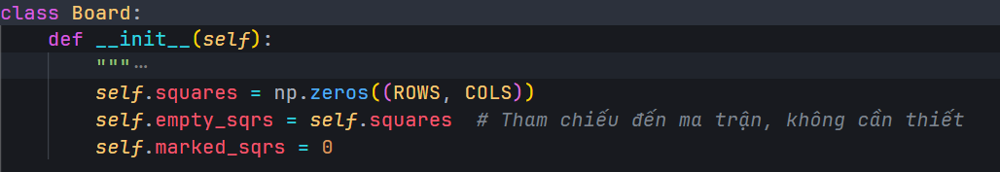 class Board:
    def __init__(self):
        """…
        self.squares = np.zeros((ROWS, COLS))
        self.empty_sqrs = self.squares  # Tham chiếu đến ma trận, không cần thiết
        self.marked_sqrs = 0